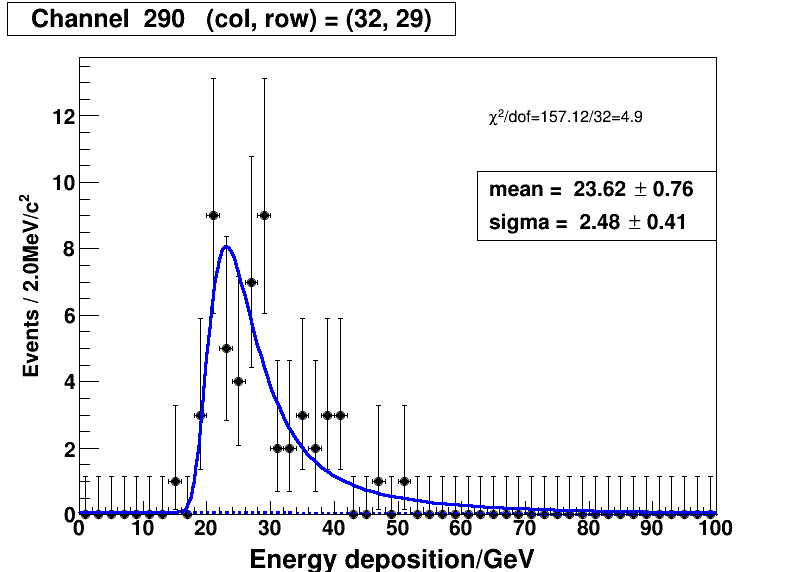 Channel 290 (col, row) = (32, 29)
χ²/dof=157.12/32=4.9
mean = 23.62 ± 0.76
sigma = 2.48 ± 0.41
Events / 2.0MeV/c²
12
10
8
6
4
2
0
0 10 20 30 40 50 60 70 80 90 100
Energy deposition/GeV